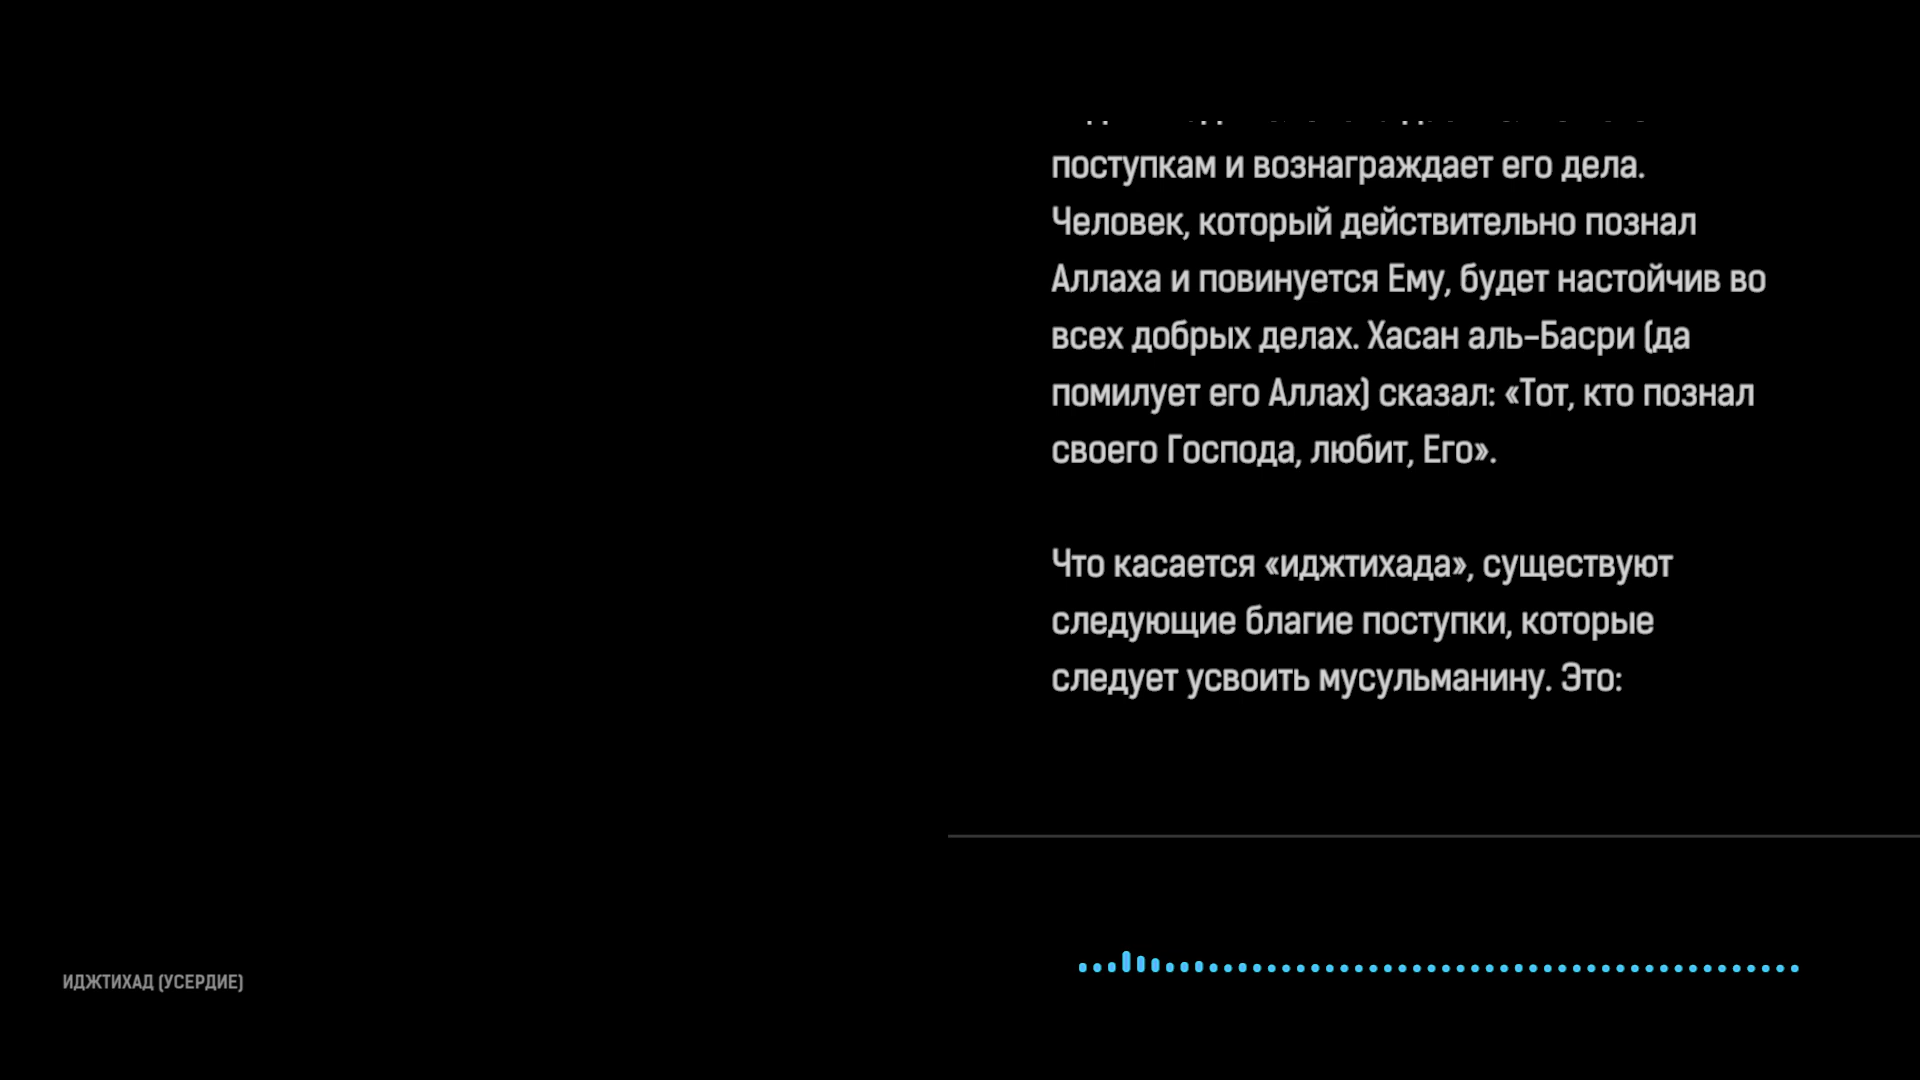 поступкам и вознаграждает его дела.
Человек, который действительно познал
Аллаха и повинуется Ему, будет настойчив во
всех добрых делах. Хасан аль-Басри (да
помилует его Аллах) сказал: «Тот, кто познал
своего Господа, любит, Его».
Что касается «иджтихада», существуют
следующие благие поступки, которые
следует усвоить мусульманину. Это:
ИДЖТИХАД (УСЕРДИЕ)